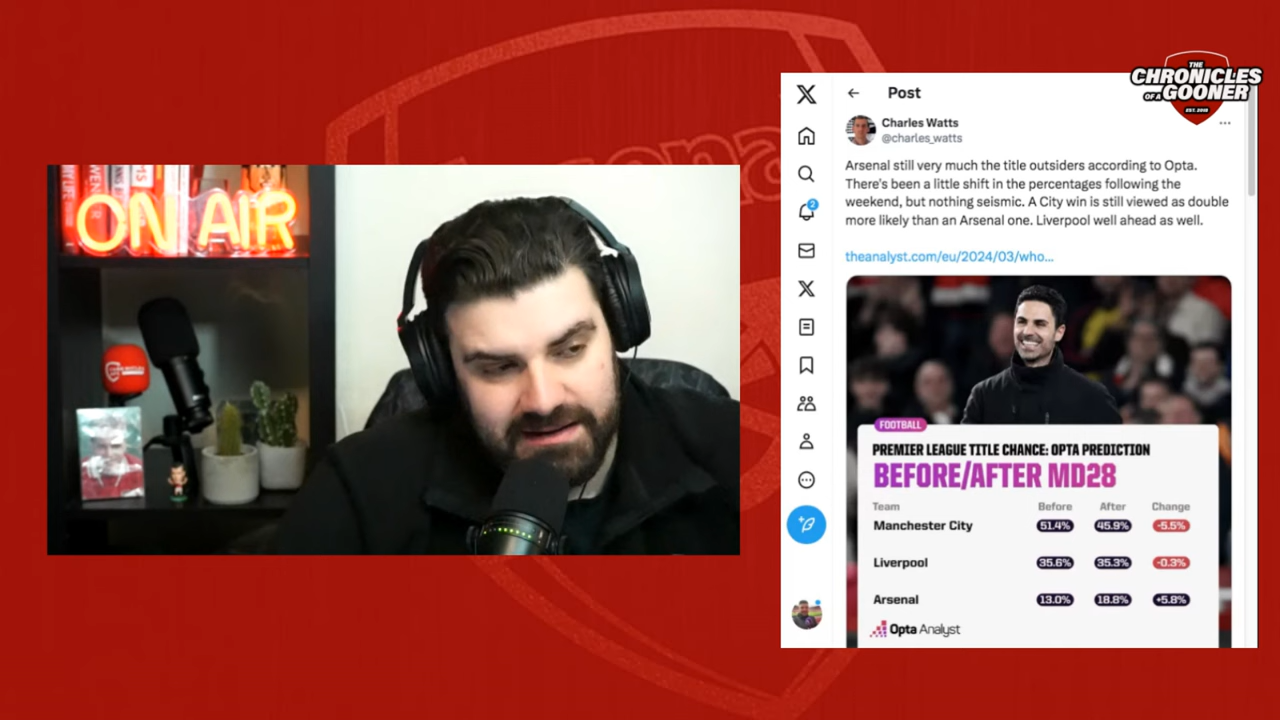 ON AIR
Arsenal
THE
CHRONICLES
OF A GOONER
Post
Charles Watts
@charles_watts
Arsenal still very much the title outsiders according to Opta.
There's been a little shift in the percentages following the
weekend, but nothing seismic. A City win is still viewed as double
more likely than an Arsenal one. Liverpool well ahead as well.
theanalyst.com/eu/2024/03/who...
2
FOOTBALL
PREMIER LEAGUE TITLE CHANCE: OPTA PREDICTION
BEFORE/AFTER MD28
Team Before After Change
Manchester City 51.4% 45.9% -5.5%
Liverpool 35.6% 35.3% -0.3%
Arsenal 13.0% 18.8% +5.8%
Opta Analyst